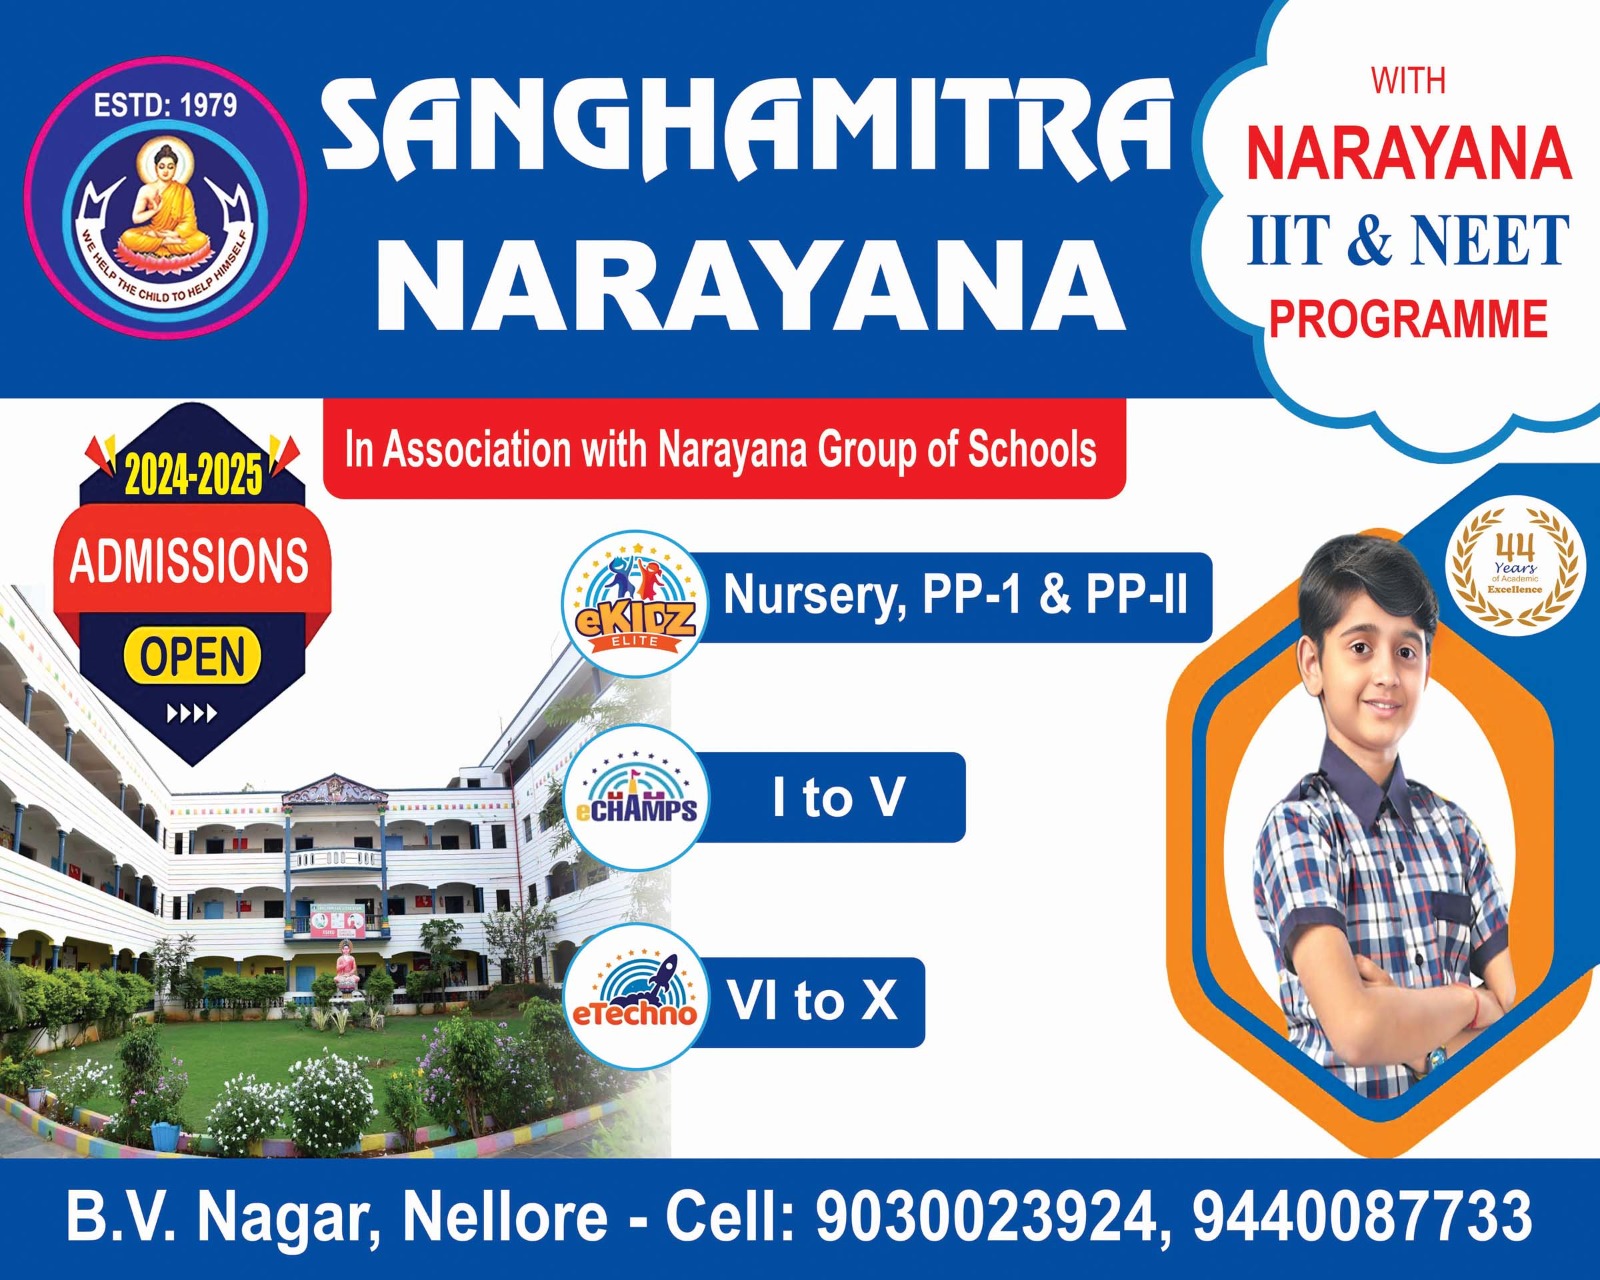 ESTD: 1979
WE HELP THE CHILD TO HELP HIMSELF
SANGHAMITRA
NARAYANA
WITH
NARAYANA
IIT & NEET
PROGRAMME
In Association with Narayana Group of Schools
2024-2025
ADMISSIONS
OPEN
44
Years
of Academic
Excellence
eKIDZ
ELITE
Nursery, PP-1 & PP-II
eCHAMPS
I to V
eTechno
VI to X
B.V. Nagar, Nellore - Cell: 9030023924, 9440087733